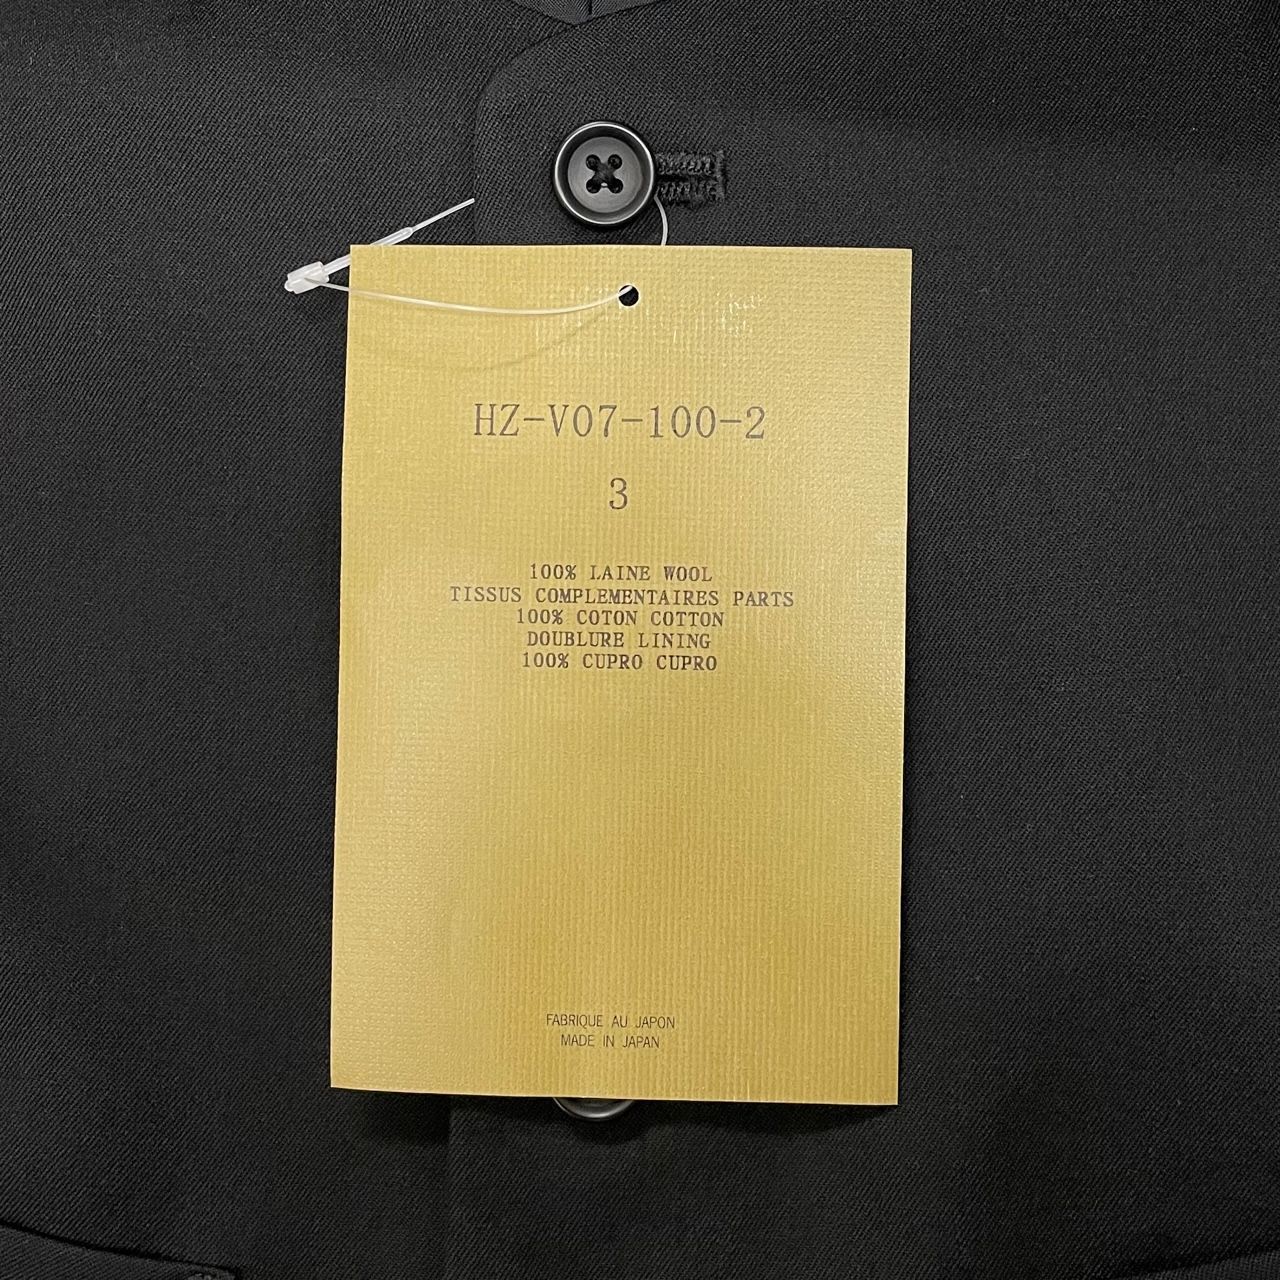 HZ-V07-100-2
3
100% LAINE WOOL
TISSUS COMPLEMENTAIRES PARTS
100% COTON COTTON
DOUBLURE LINING
100% CUPRO CUPRO
FABRIQUE AU JAPON
MADE IN JAPAN